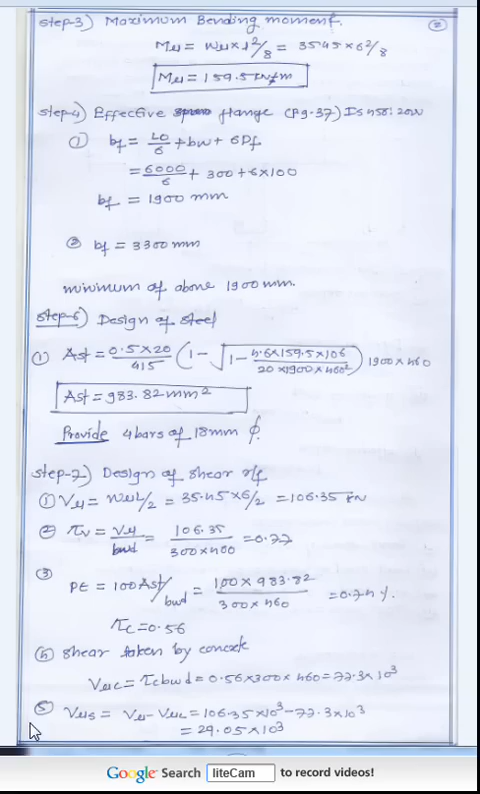 step-3) Maximum Bending moment. ②
Mu = Wu x l²/8 = 3545 x 6²/8
Mu = 159.5 KN/m
step-4) Effective flange (Pg.37) IS 456:2000
① bf = L0/6 + bw + 6Df
= 6000/6 + 300 + 6x100
bf = 1900 mm
② bf = 3300 mm
minimum of above 1900 mm.
step-6) Design of steel
① Ast = 0.5 x 20/415 (1 - √1 - 4.6 x 159.5 x 106/20 x 1900 x 460²) 1900 x 460
Ast = 983.82 mm²
Provide 4 bars of 18mm ϕ.
step-7) Design of shear r/f
① Vu = WuL/2 = 35.45 x 6/2 = 106.35 KN
② τv = Vu/bwd = 106.35/300 x 400 = 0.77
③ PE = 100 Ast/bwd = 100 x 983.82/300 x 460 = 0.74 %.
τc = 0.56
④ shear taken by concrete
Vuc = τcbwd = 0.56 x 300 x 460 = 77.3 x 10³
⑤ Vus = Vu - Vuc = 106.35 x 10³ - 77.3 x 10³
= 29.05 x 10³
Google Search liteCam to record videos!